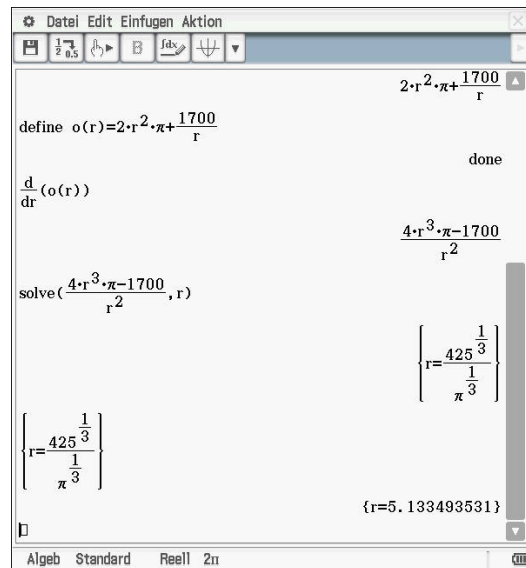 Datei Edit Einfugen Aktion
2·r²·π+1700/r
define o(r)=2·r²·π+1700/r
done
d/dr(o(r))
(4·r³·π-1700)/r²
solve((4·r³·π-1700)/r²,r)
{r=425^(1/3)/π^(1/3)}
{r=425^(1/3)/π^(1/3)}
{r=5.133493531}
Algeb Standard Reell 2π